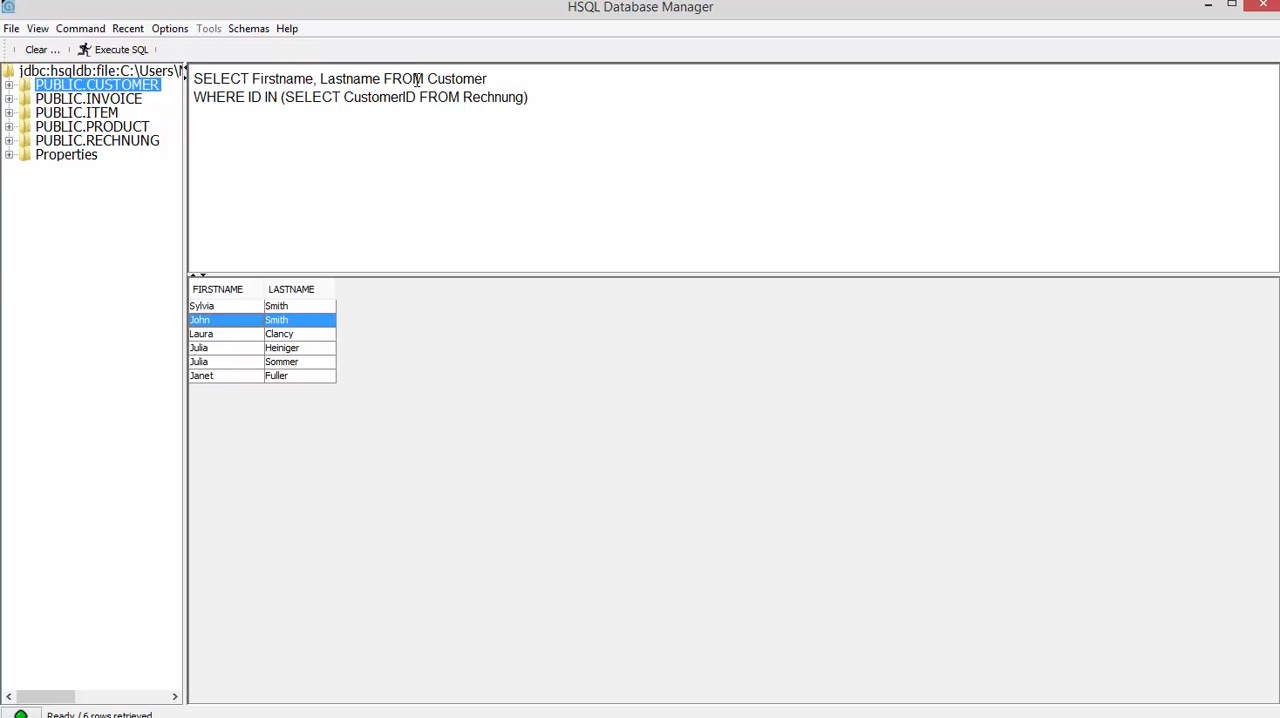 HSQL Database Manager
File View Command Recent Options Tools Schemas Help
Clear ... Execute SQL
jdbc:hsqldb:file:C:\Users\
PUBLIC.CUSTOMER
PUBLIC.INVOICE
PUBLIC.ITEM
PUBLIC.PRODUCT
PUBLIC.RECHNUNG
Properties
SELECT Firstname, Lastname FROM Customer
WHERE ID IN (SELECT CustomerID FROM Rechnung)
FIRSTNAME LASTNAME
Sylvia Smith
John Smith
Laura Clancy
Julia Heiniger
Julia Sommer
Janet Fuller
Ready / 6 rows retrieved